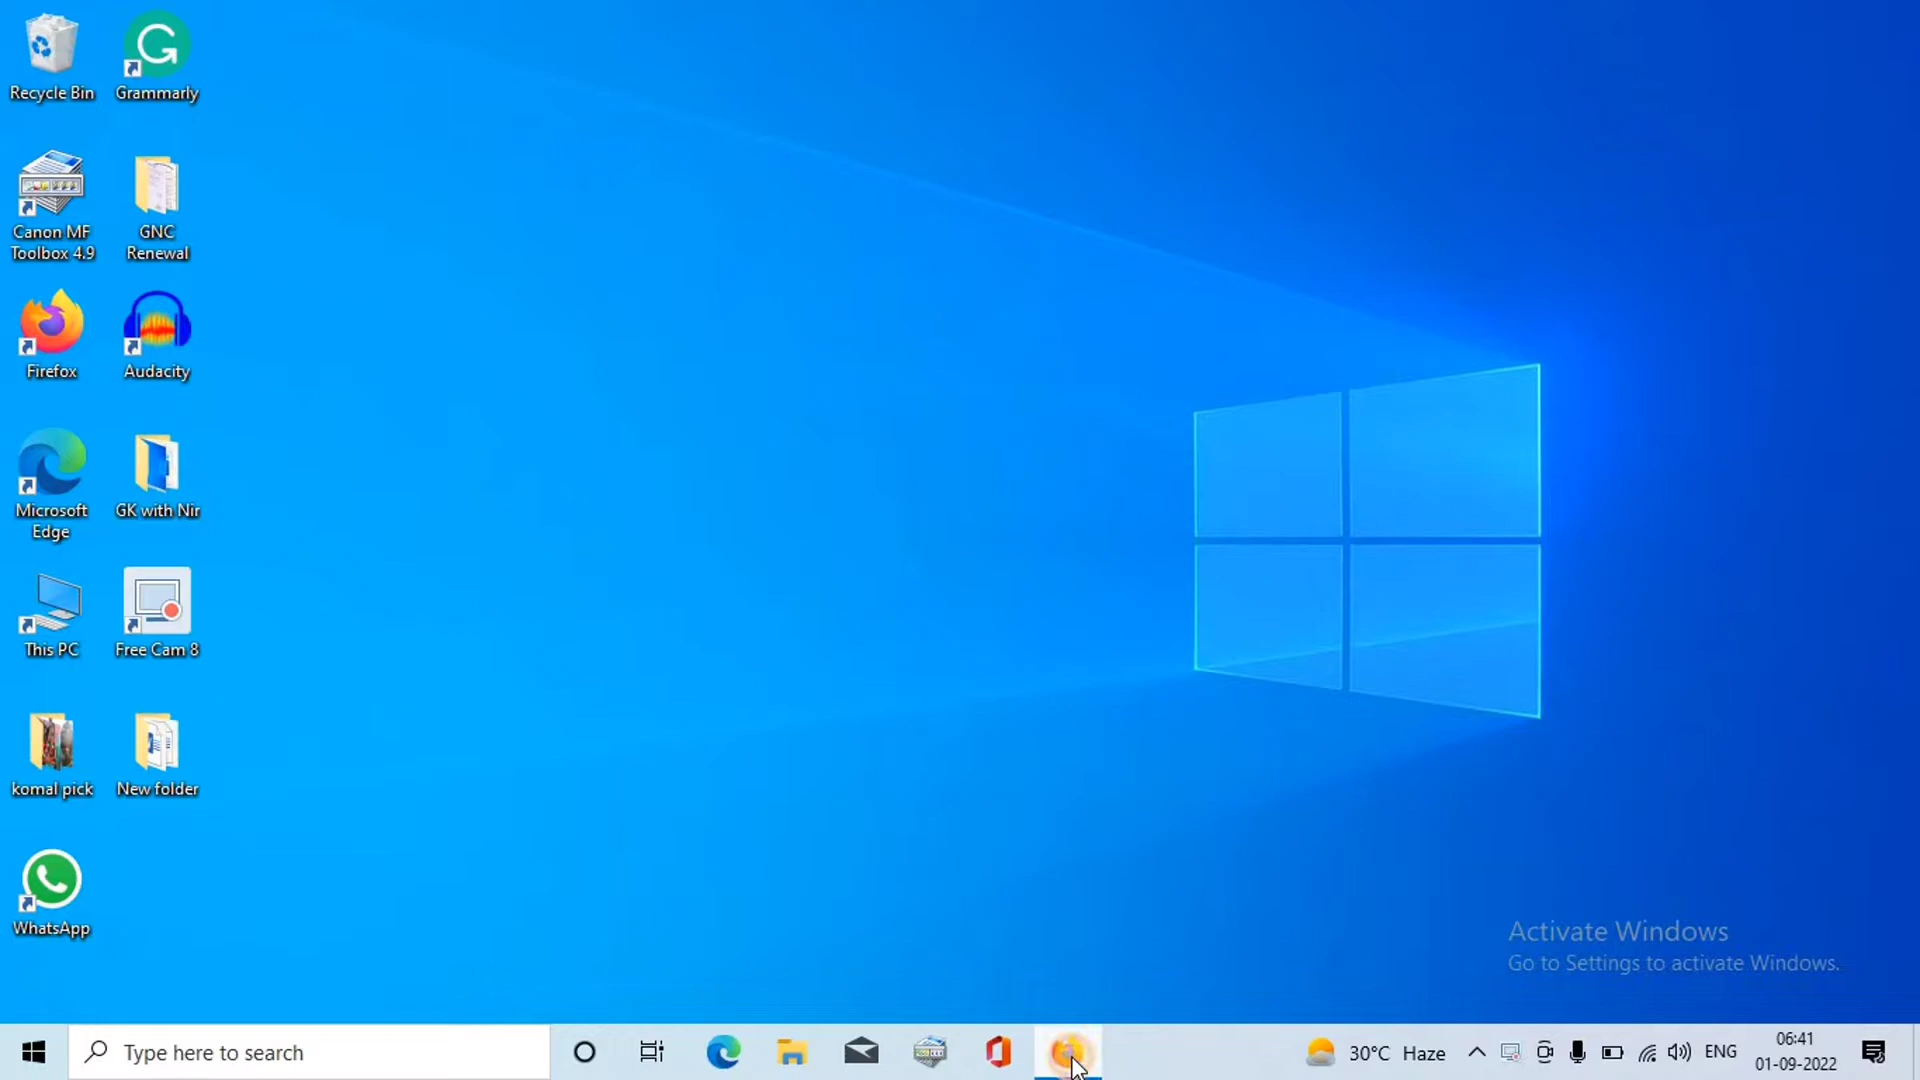 Recycle Bin
Grammarly
Canon MF
Toolbox 4.9
GNC
Renewal
Firefox
Audacity
Microsoft
Edge
GK with Nir
This PC
Free Cam 8
komal pick
New folder
WhatsApp
Activate Windows
Go to Settings to activate Windows.
Type here to search
30°C Haze
ENG
06:41
01-09-2022